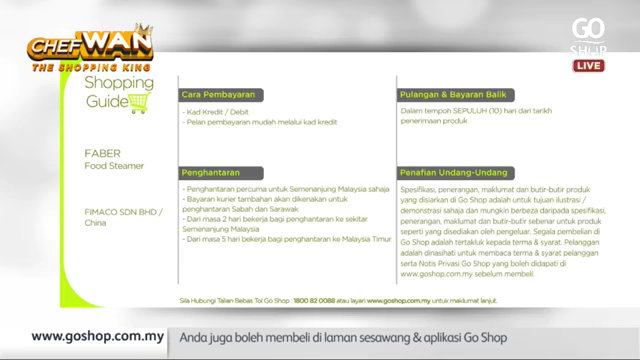 CHEF WAN
THE SHOPPING KING
GO
SHOP
LIVE
Shopping
Guide
FABER
Food Steamer
FIMACO SDN BHD /
China
Cara Pembayaran
- Kad Kredit / Debit
- Pelan pembayaran mudah melalui kad kredit
Pulangan & Bayaran Balik
Dalam tempoh SEPULUH (10) hari dari tarikh
penerimaan produk
Penghantaran
- Penghantaran percuma untuk Semenanjung Malaysia sahaja
- Bayaran kurier tambahan akan dikenakan untuk
penghantaran Sabah dan Sarawak
- Dari masa 2 hari bekerja bagi penghantaran ke sekitar
Semenanjung Malaysia
- Dari masa 5 hari bekerja bagi penghantaran ke Malaysia Timur
Penafian Undang-Undang
Spesifikasi, penerangan, maklumat dan butir-butir produk
yang disiarkan di Go Shop adalah untuk tujuan ilustrasi /
demonstrasi sahaja dan mungkin berbeza daripada spesifikasi,
penerangan, maklumat dan butir-butir sebenar untuk produk
seperti yang disediakan oleh pengeluar. Segala pembelian di
Go Shop adalah tertakluk kepada terma & syarat. Pelanggan
adalah dinasihati untuk membaca terma & syarat pelanggan
serta Notis Privasi Go Shop yang boleh didapati di
www.goshop.com.my sebelum membeli.
Sila Hubungi Talian Bebas Tol Go Shop : 1800 82 0088 atau layari www.goshop.com.my untuk maklumat lanjut.
www.goshop.com.my
Anda juga boleh membeli di laman sesawang & aplikasi Go Shop